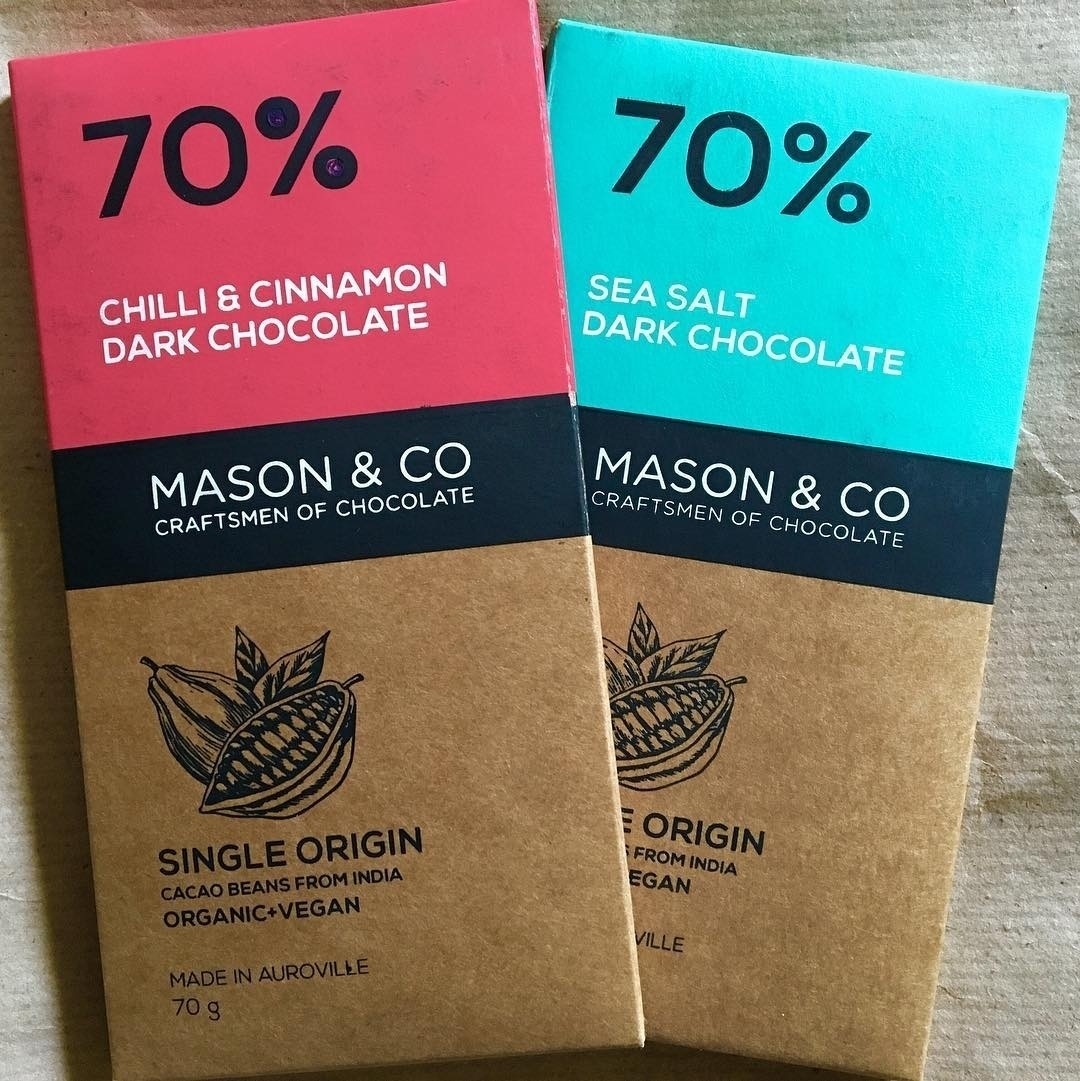 70%
CHILLI & CINNAMON
DARK CHOCOLATE
MASON & CO
CRAFTSMEN OF CHOCOLATE
SINGLE ORIGIN
CACAO BEANS FROM INDIA
ORGANIC+VEGAN
MADE IN AUROVILLE
70 g
70%
SEA SALT
DARK CHOCOLATE
MASON & CO
CRAFTSMEN OF CHOCOLATE
E ORIGIN
S FROM INDIA
EGAN
VILLE